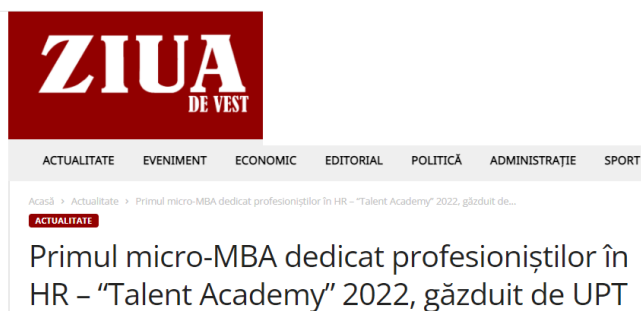 ZIUA
DE VEST
ACTUALITATE EVENIMENT ECONOMIC EDITORIAL POLITICĂ ADMINISTRAȚIE SPORT
Acasă › Actualitate › Primul micro-MBA dedicat profesioniștilor în HR – “Talent Academy” 2022, găzduit de...
ACTUALITATE
Primul micro-MBA dedicat profesioniștilor în
HR – “Talent Academy” 2022, găzduit de UPT